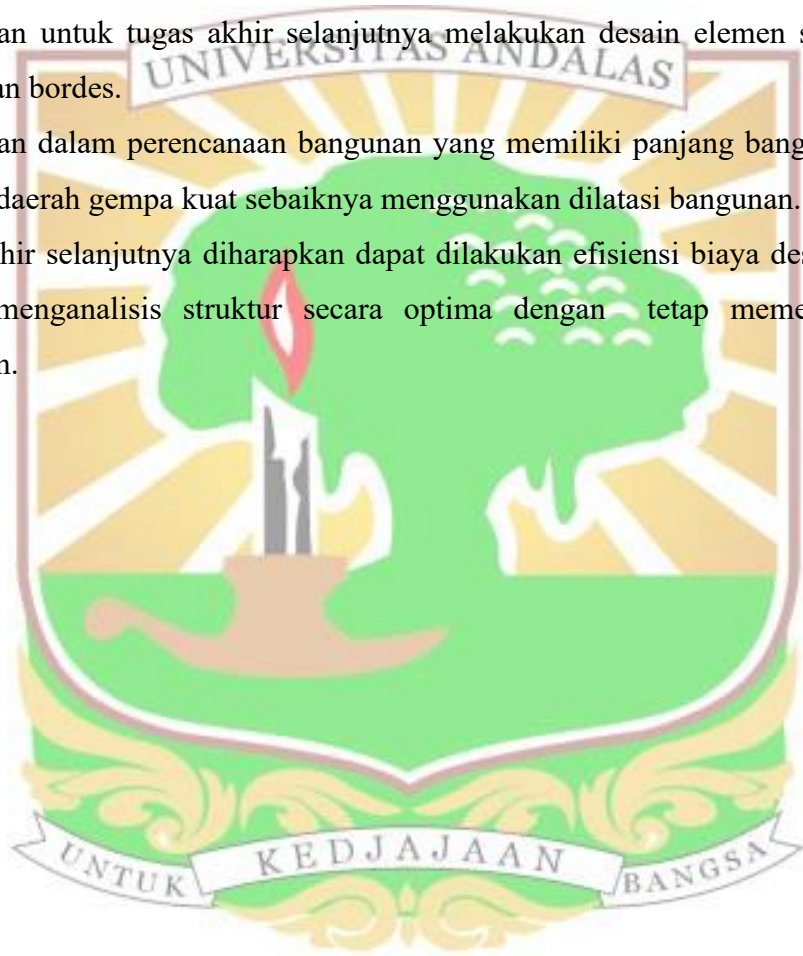 an untuk tugas akhir selanjutnya melakukan desain elemen s
UNIVERSITAS ANDALAS
an bordes.
an dalam perencanaan bangunan yang memiliki panjang bang
daerah gempa kuat sebaiknya menggunakan dilatasi bangunan.
hir selanjutnya diharapkan dapat dilakukan efisiensi biaya des
menganalisis struktur secara optima dengan tetap meme
n.
UNTUK KEDJAJAAN BANGSA